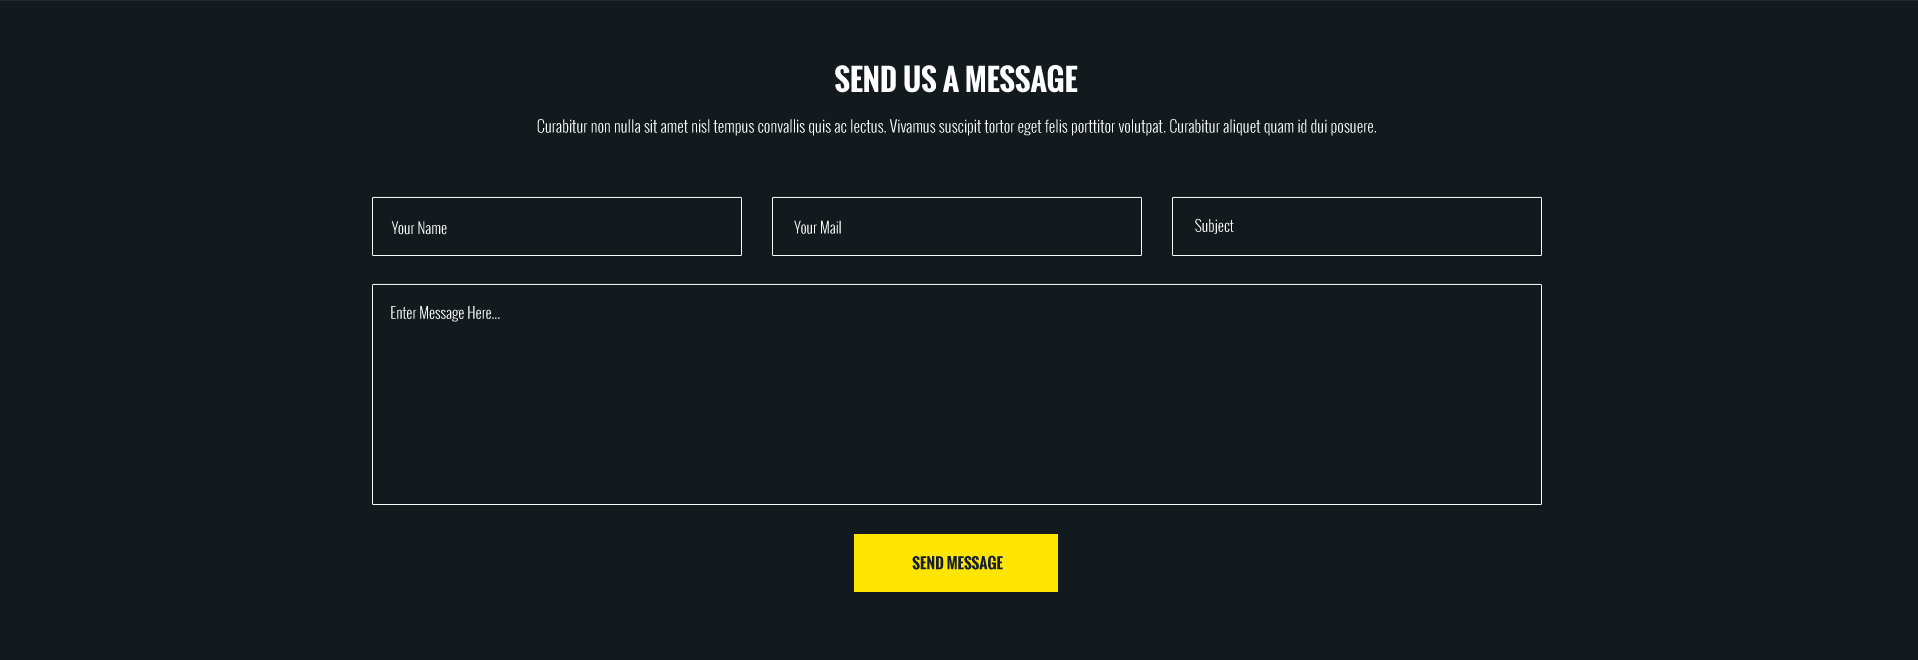 SEND US A MESSAGE
Curabitur non nulla sit amet nisl tempus convallis quis ac lectus. Vivamus suscipit tortor eget felis porttitor volutpat. Curabitur aliquet quam id dui posuere.
Your Name
Your Mail
Subject
Enter Message Here...
SEND MESSAGE